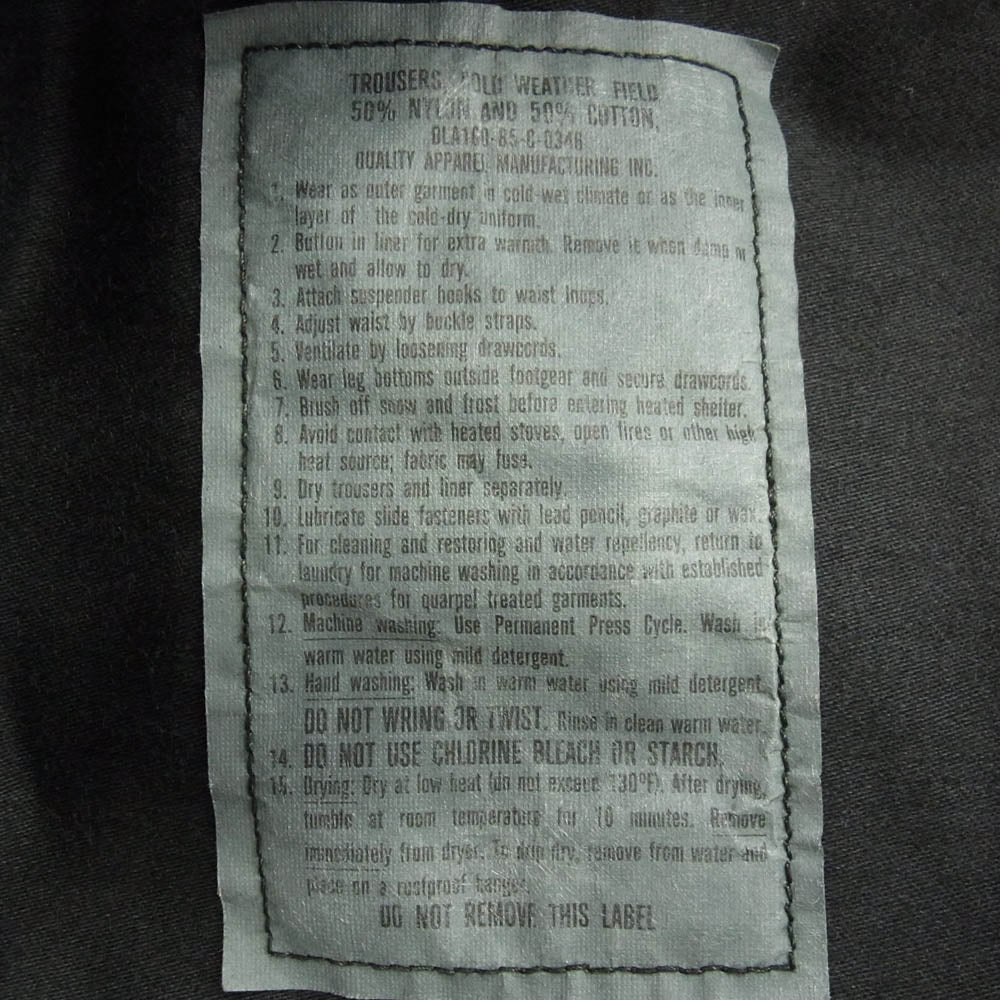 TROUSERS, COLD WEATHER FIELD
50% NYLON AND 50% COTTON,
DLA100-85-C-0346
QUALITY APPAREL MANUFACTURING INC.
1. Wear as outer garment in cold-wet climate or as the inner
layer of the cold-dry uniform.
2. Button in liner for extra warmth. Remove it when damp or
wet and allow to dry.
3. Attach suspender hooks to waist loops.
4. Adjust waist by buckle straps.
5. Ventilate by loosening drawcords.
6. Wear leg bottoms outside footgear and secure drawcords.
7. Brush off snow and frost before entering heated shelter.
8. Avoid contact with heated stoves, open fires or other high
heat source; fabric may fuse.
9. Dry trousers and liner separately.
10. Lubricate slide fasteners with lead pencil, graphite or wax.
11. For cleaning and restoring and water repellency, return to
laundry for machine washing in accordance with established
procedures for quarpel treated garments.
12. Machine washing: Use Permanent Press Cycle. Wash in
warm water using mild detergent.
13. Hand washing: Wash in warm water using mild detergent.
DO NOT WRING OR TWIST. Rinse in clean warm water.
14. DO NOT USE CHLORINE BLEACH OR STARCH.
15. Drying: Dry at low heat (do not exceed 130°F). After drying,
tumble at room temperature for 10 minutes. Remove
immediately from dryer. To drip dry, remove from water and
place on a rustproof hanger.
DO NOT REMOVE THIS LABEL